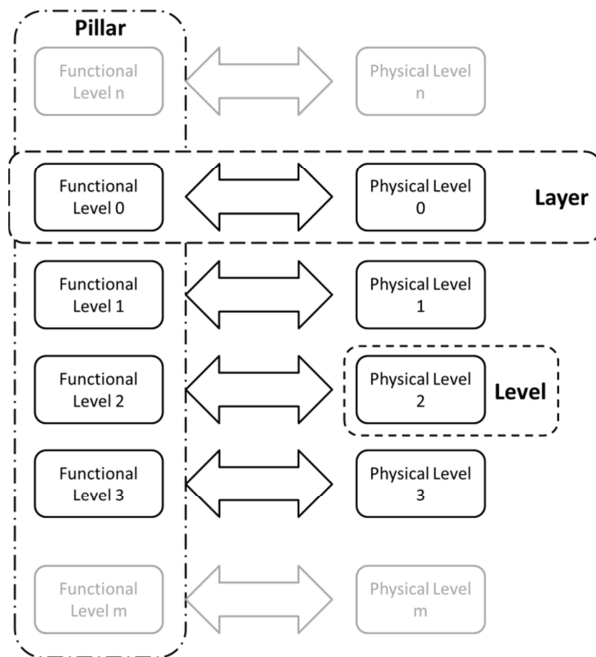 Pillar
Functional
Level n
Physical Level
n
Functional
Level 0
Physical Level
0
Layer
Functional
Level 1
Physical Level
1
Functional
Level 2
Physical Level
2
Level
Functional
Level 3
Physical Level
3
Functional
Level m
Physical Level
m